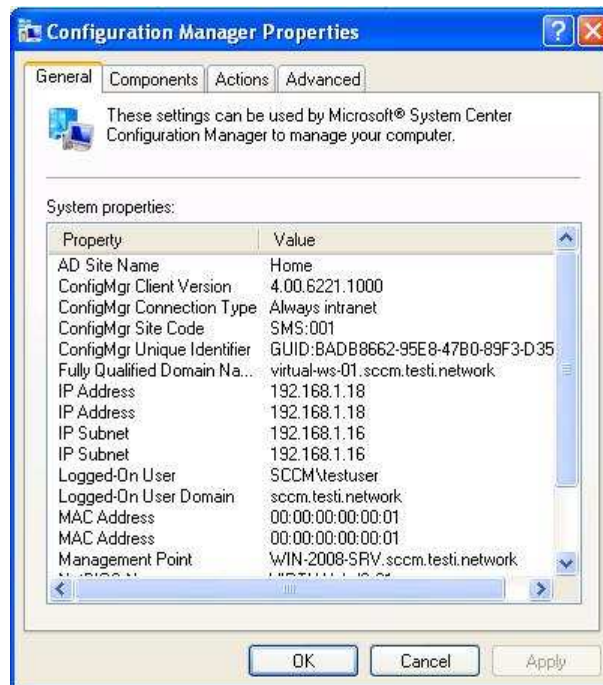 Configuration Manager Properties
General Components Actions Advanced
These settings can be used by Microsoft® System Center
Configuration Manager to manage your computer.
System properties:
Property Value
AD Site Name Home
ConfigMgr Client Version 4.00.6221.1000
ConfigMgr Connection Type Always intranet
ConfigMgr Site Code SMS:001
ConfigMgr Unique Identifier GUID:BADB8662-95E8-47B0-89F3-D35
Fully Qualified Domain Na... virtual-ws-01.sccm.testi.network
IP Address 192.168.1.18
IP Address 192.168.1.18
IP Subnet 192.168.1.16
IP Subnet 192.168.1.16
Logged-On User SCCM\testuser
Logged-On User Domain sccm.testi.network
MAC Address 00:00:00:00:00:01
MAC Address 00:00:00:00:00:01
Management Point WIN-2008-SRV.sccm.testi.network
OK Cancel Apply